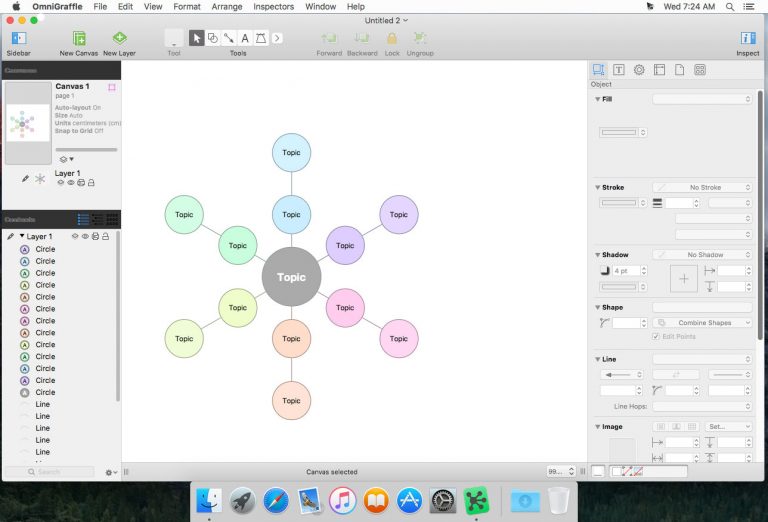 OmniGraffle File Edit View Format Arrange Inspectors Window Help Wed 7:24 AM
Untitled 2
Sidebar New Canvas New Layer Tool Tools Forward Backward Lock Ungroup Inspect
Canvases
Canvas 1
page 1
Auto-layout On
Size Auto
Units centimeters (cm)
Snap to Grid Off
Layer 1
Contents
Layer 1
Circle
Circle
Circle
Circle
Circle
Circle
Circle
Circle
Circle
Circle
Circle
Circle
Circle
Line
Line
Line
Line
Line
Search
Topic
Topic
Topic
Topic
Topic
Topic
Topic
Topic
Topic
Topic
Topic
Topic
Topic
Canvas selected
99...
Object
Fill
Stroke
No Stroke
Shadow
No Shadow
4 pt
Shape
Combine Shapes
Edit Points
Line
Line Hops:
Image
Set...